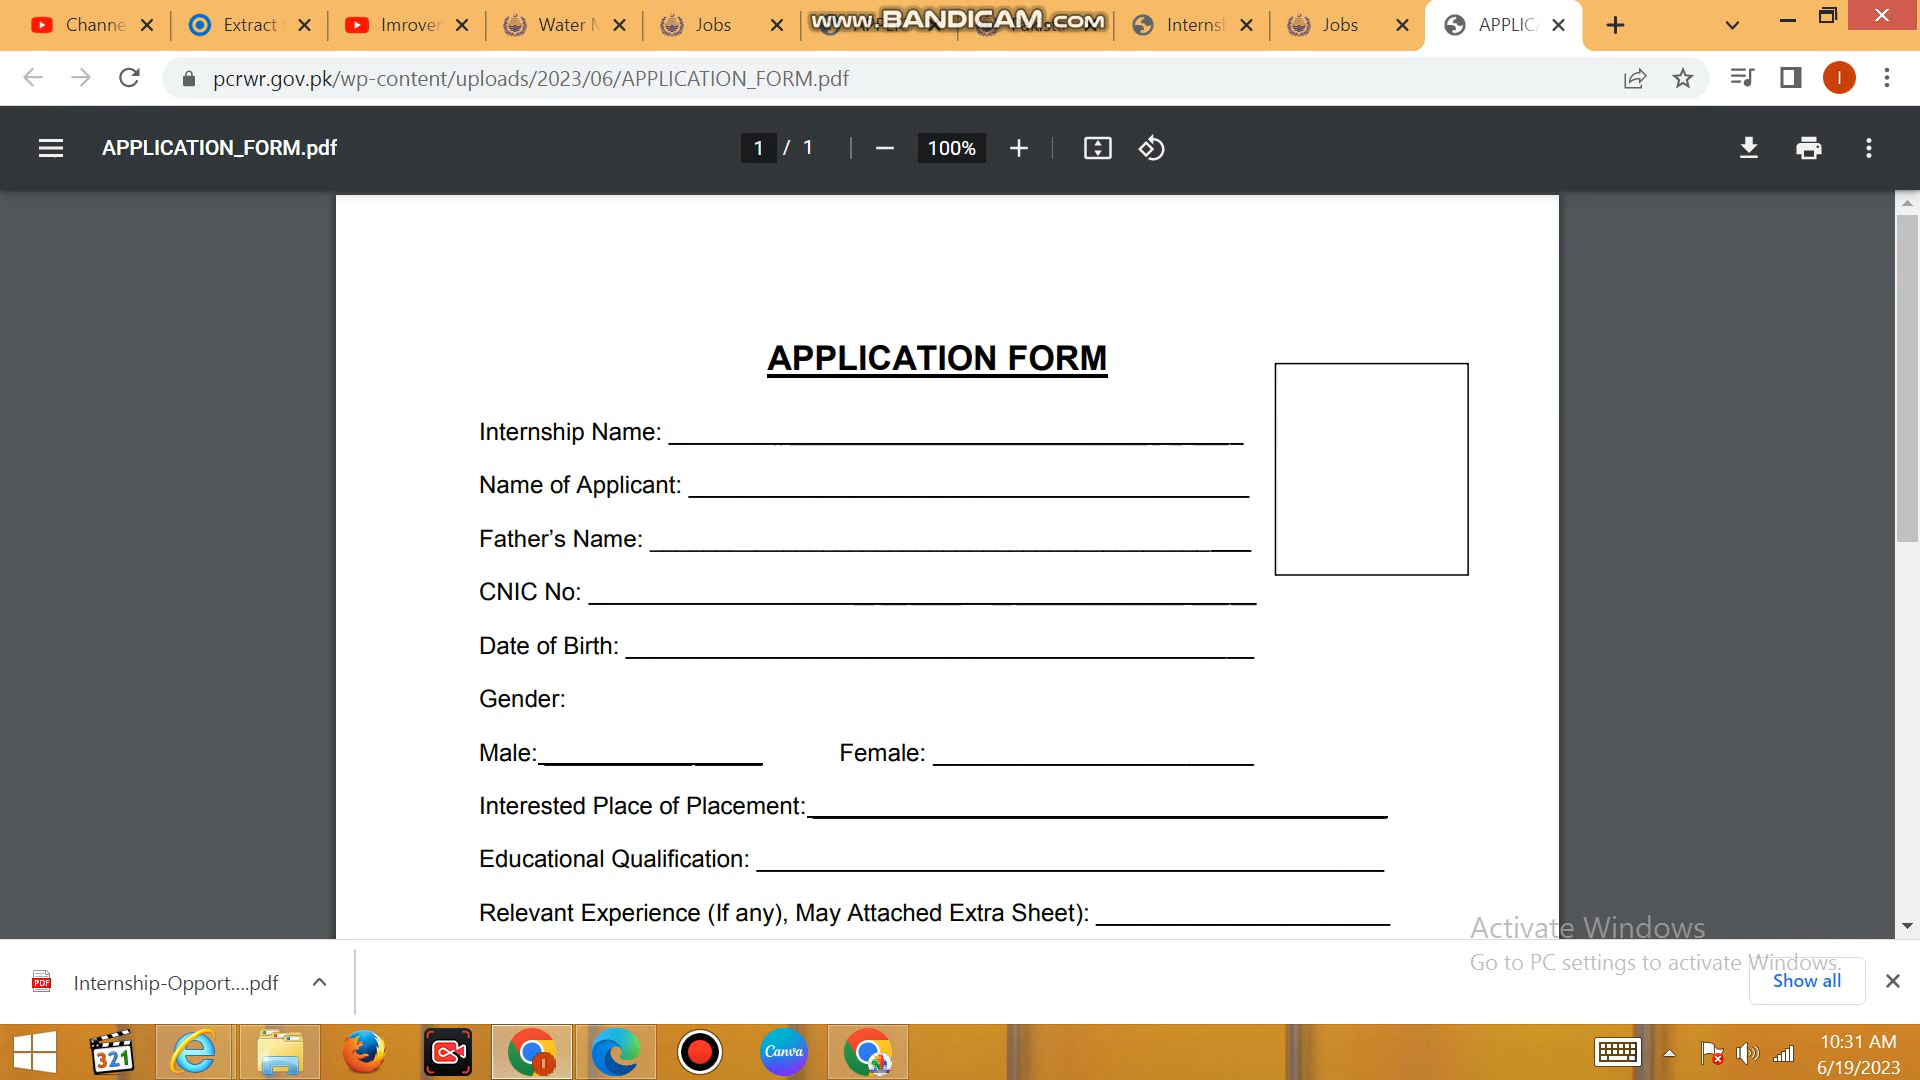 Channe
Extract
Imrover
Water M
Jobs
www.BANDICAM.com
Interns
Jobs
APPLIC
pcrwr.gov.pk/wp-content/uploads/2023/06/APPLICATION_FORM.pdf
I
APPLICATION_FORM.pdf
1 / 1
100%
APPLICATION FORM
Internship Name:
Name of Applicant:
Father’s Name:
CNIC No:
Date of Birth:
Gender:
Male: Female:
Interested Place of Placement:
Educational Qualification:
Relevant Experience (If any), May Attached Extra Sheet):
Activate Windows
Go to PC settings to activate Windows.
PDF
Internship-Opport....pdf
Show all
321
Canva
10:31 AM
6/19/2023